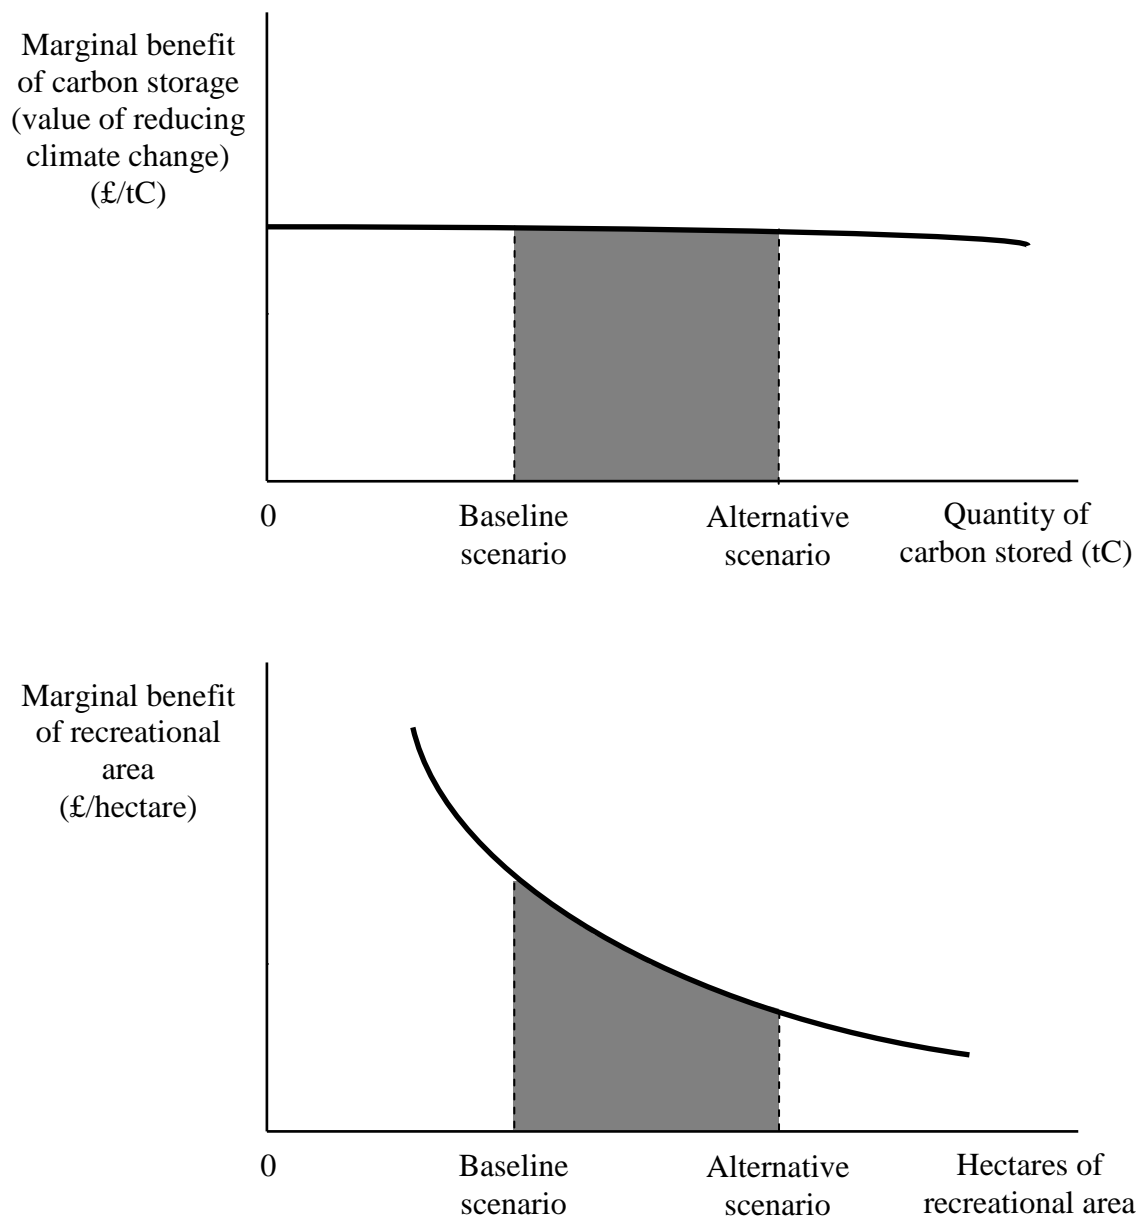 Marginal benefit
of carbon storage
(value of reducing
climate change)
(£/tC)
0
Baseline
scenario
Alternative
scenario
Quantity of
carbon stored (tC)
Marginal benefit
of recreational
area
(£/hectare)
0
Baseline
scenario
Alternative
scenario
Hectares of
recreational area